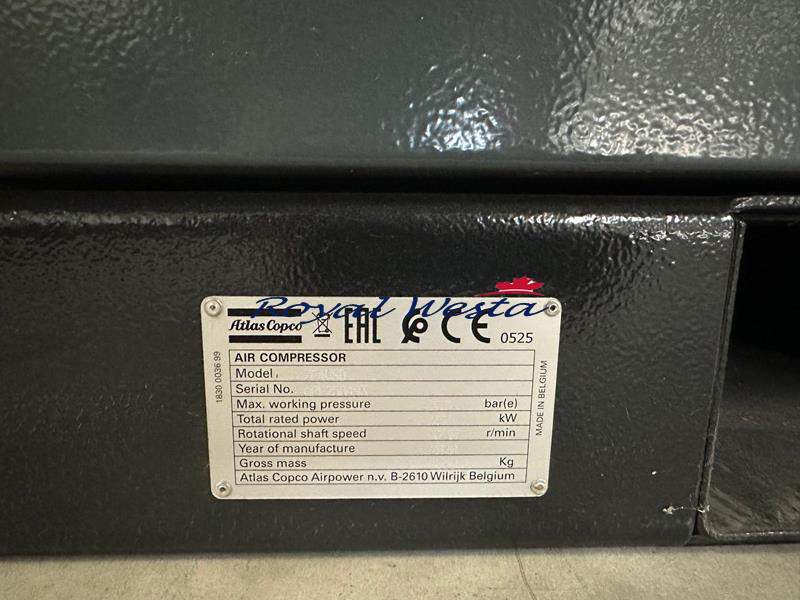 Royal Westa
Atlas Copco EAC CE 0525
1830 0036 99
AIR COMPRESSOR
Model
Serial No.
Max. working pressure bar(e)
Total rated power kW
Rotational shaft speed r/min
Year of manufacture
Gross mass Kg
Atlas Copco Airpower n.v. B-2610 Wilrijk Belgium
MADE IN BELGIUM